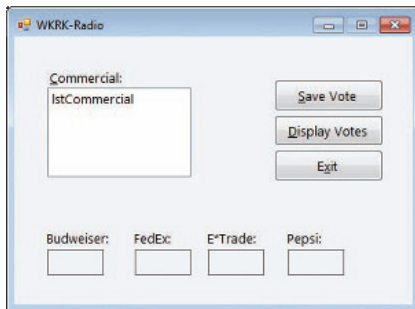 WKRK-Radio
Commercial:
lstCommercial
Save Vote
Display Votes
Exit
Budweiser: FedEx: E*Trade: Pepsi: